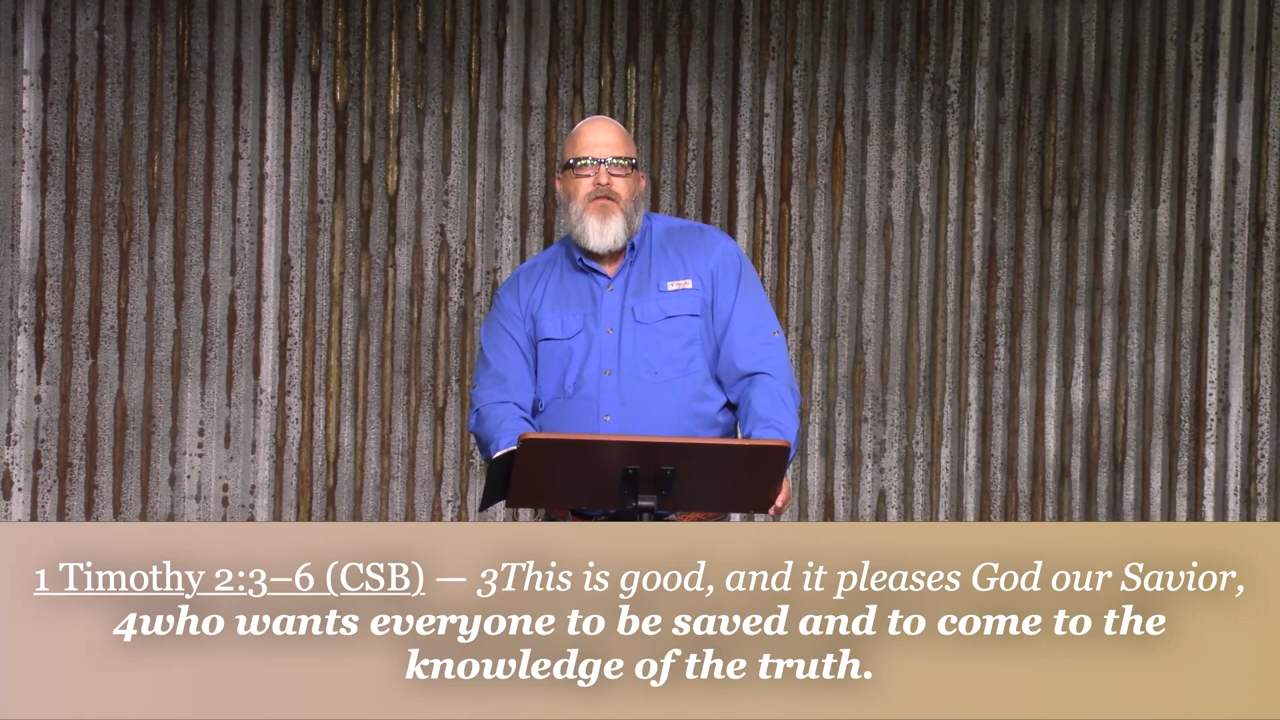 1 Timothy 2:3–6 (CSB) — 3This is good, and it pleases God our Savior,
4who wants everyone to be saved and to come to the
knowledge of the truth.